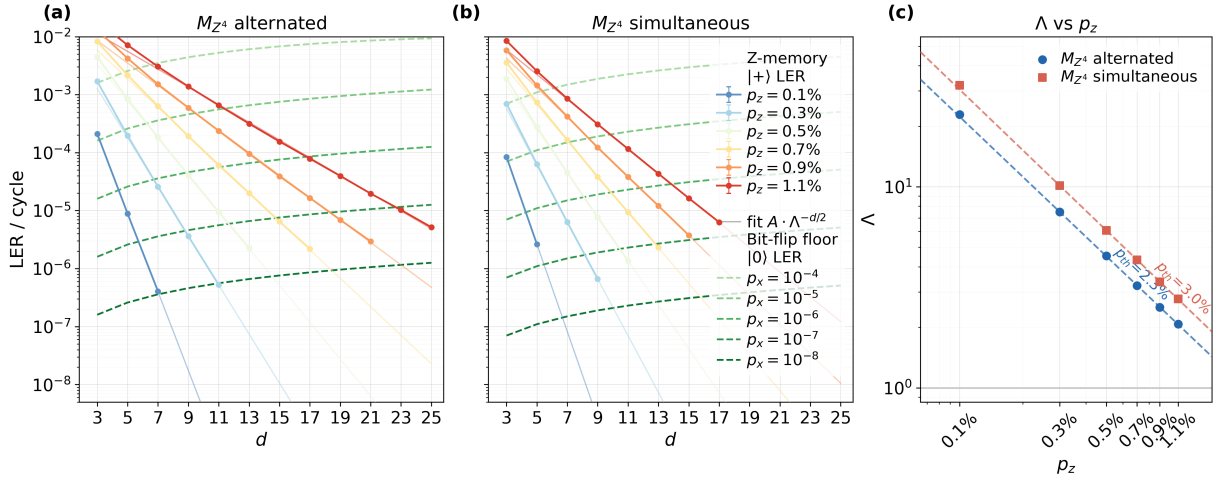 (a)
M_{Z^4} alternated
10^{-2}
10^{-3}
10^{-4}
10^{-5}
10^{-6}
10^{-7}
10^{-8}
LER / cycle
3 5 7 9 11 13 15 17 19 21 23 25
d
(b)
M_{Z^4} simultaneous
Z-memory
|+⟩ LER
p_z = 0.1%
p_z = 0.3%
p_z = 0.5%
p_z = 0.7%
p_z = 0.9%
p_z = 1.1%
fit A · Λ^{-d/2}
Bit-flip floor
|0⟩ LER
p_x = 10^{-4}
p_x = 10^{-5}
p_x = 10^{-6}
p_x = 10^{-7}
p_x = 10^{-8}
3 5 7 9 11 13 15 17 19 21 23 25
d
(c)
Λ vs p_z
M_{Z^4} alternated
M_{Z^4} simultaneous
10^1
10^0
Λ
p_{th}=2.3%
p_{th}=3.0%
0.1% 0.3% 0.5% 0.7% 0.9% 1.1%
p_z